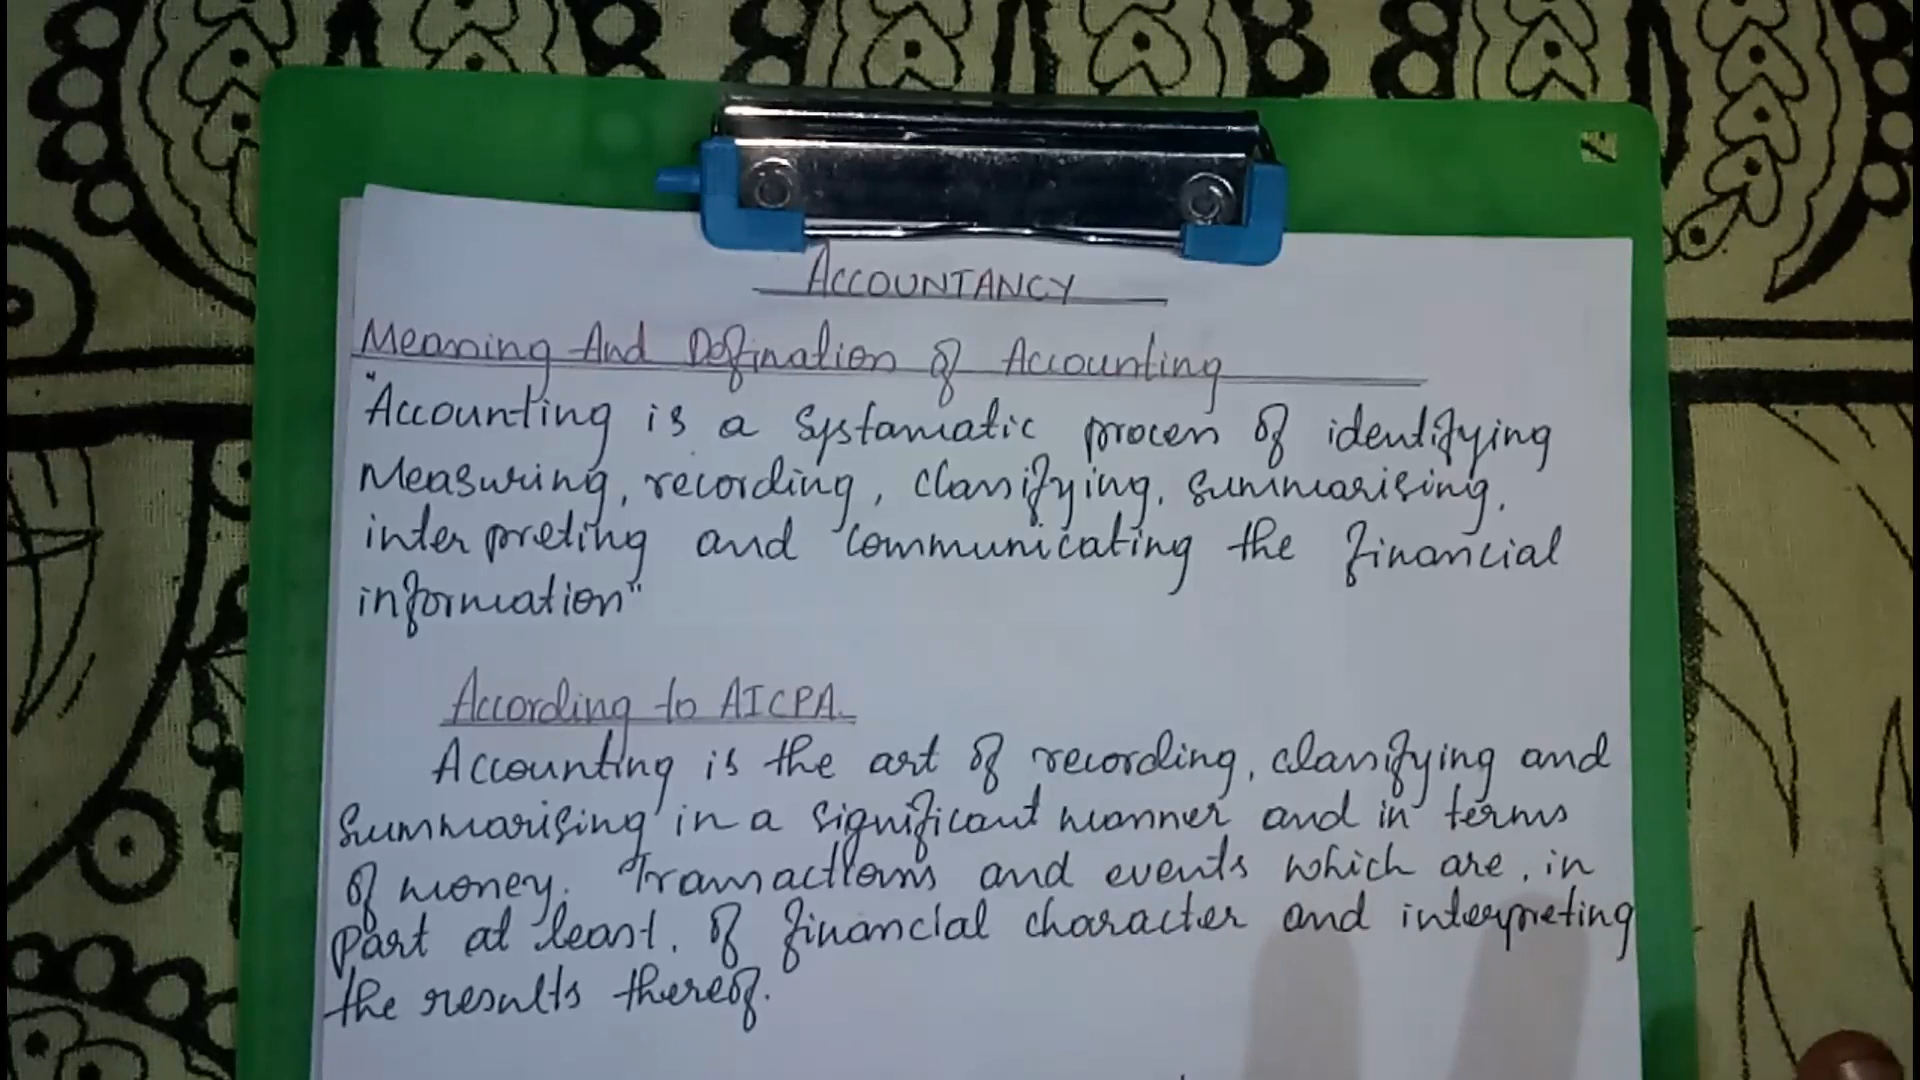 ACCOUNTANCY
Meaning And Defination of Accounting
"Accounting is a Systamatic process of identifying
Measuring, recording, classifying, summarising,
interpreting and communicating the financial
information"
According to AICPA.
Accounting is the art of recording, classifying and
Summarising in a significant manner and in terms
of money. Transactions and events which are, in
part at least, of financial character and interpreting
the results thereof.